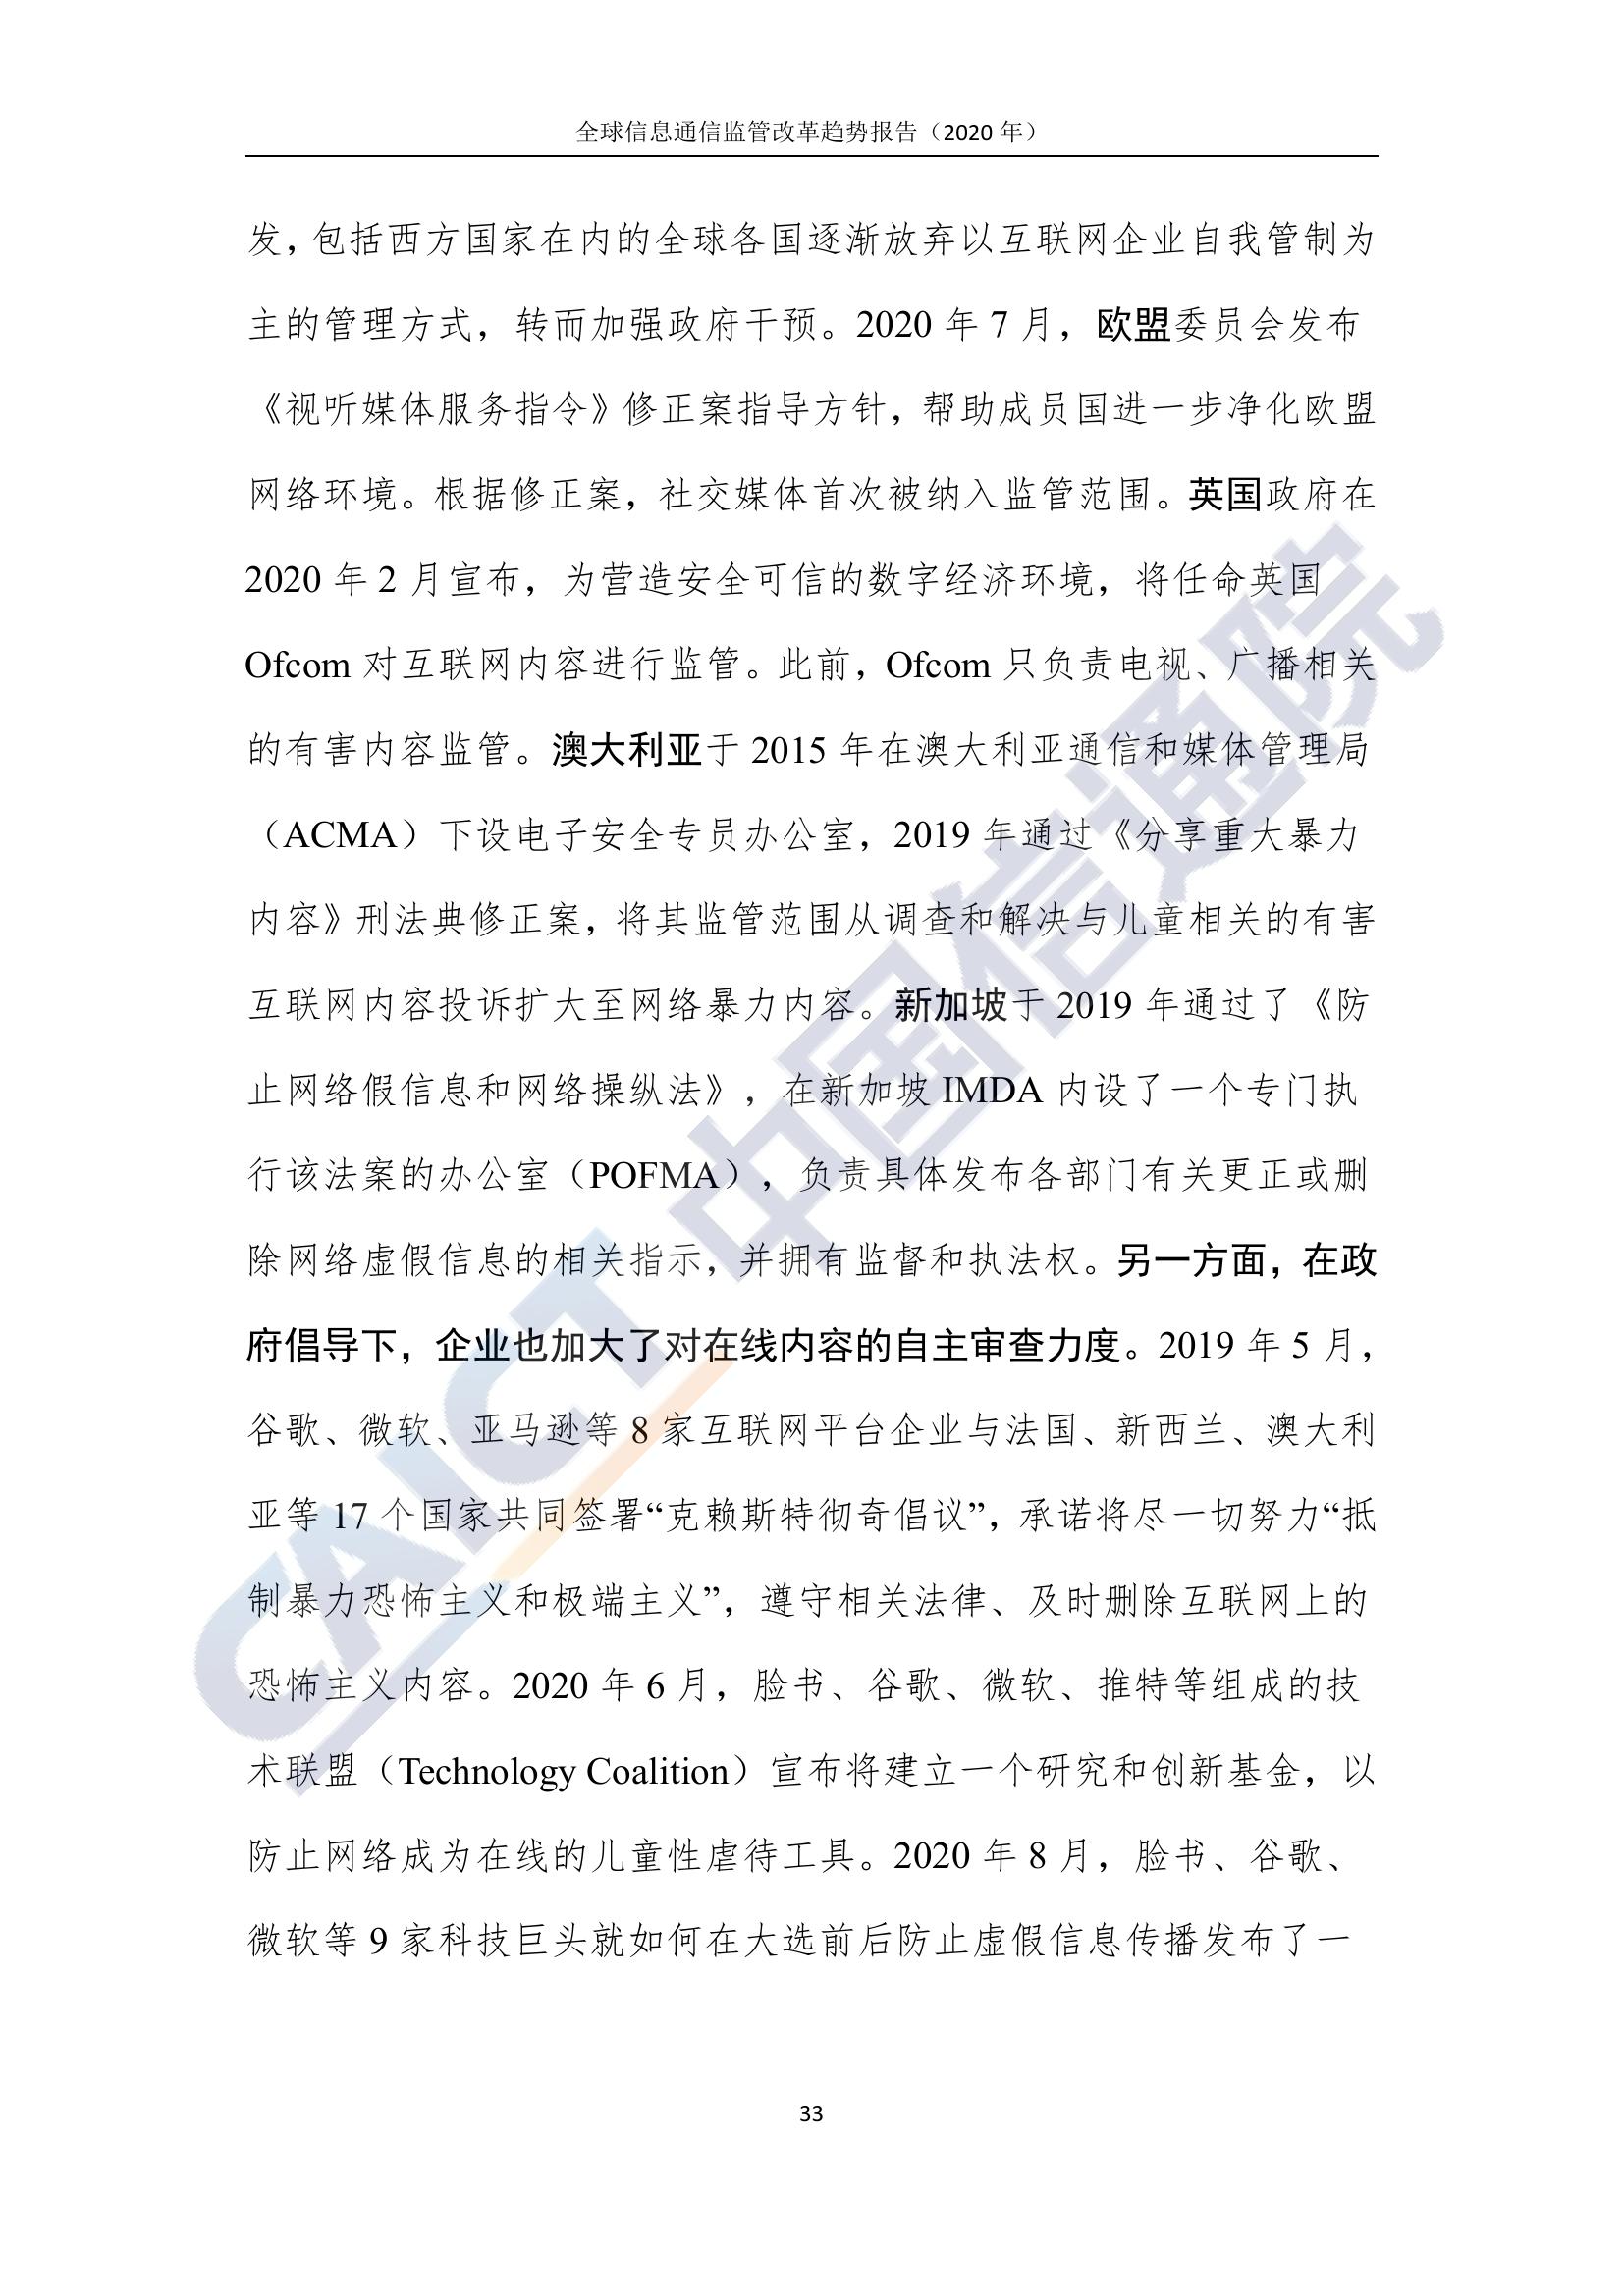 全球信息通信监管改革趋势报告（2020 年）
发，包括西方国家在内的全球各国逐渐放弃以互联网企业自我管制为
主的管理方式，转而加强政府干预。2020 年 7 月，欧盟委员会发布
《视听媒体服务指令》修正案指导方针，帮助成员国进一步净化欧盟
网络环境。根据修正案，社交媒体首次被纳入监管范围。英国政府在
2020 年 2 月宣布，为营造安全可信的数字经济环境，将任命英国
Ofcom 对互联网内容进行监管。此前，Ofcom 只负责电视、广播相关
的有害内容监管。澳大利亚于 2015 年在澳大利亚通信和媒体管理局
（ACMA）下设电子安全专员办公室，2019 年通过《分享重大暴力
内容》刑法典修正案，将其监管范围从调查和解决与儿童相关的有害
互联网内容投诉扩大至网络暴力内容。新加坡于 2019 年通过了《防
止网络假信息和网络操纵法》，在新加坡 IMDA 内设了一个专门执
行该法案的办公室（POFMA），负责具体发布各部门有关更正或删
除网络虚假信息的相关指示，并拥有监督和执法权。另一方面，在政
府倡导下，企业也加大了对在线内容的自主审查力度。2019 年 5 月，
谷歌、微软、亚马逊等 8 家互联网平台企业与法国、新西兰、澳大利
亚等 17 个国家共同签署“克赖斯特彻奇倡议”，承诺将尽一切努力“抵
制暴力恐怖主义和极端主义”，遵守相关法律、及时删除互联网上的
恐怖主义内容。2020 年 6 月，脸书、谷歌、微软、推特等组成的技
术联盟（Technology Coalition）宣布将建立一个研究和创新基金，以
防止网络成为在线的儿童性虐待工具。2020 年 8 月，脸书、谷歌、
微软等 9 家科技巨头就如何在大选前后防止虚假信息传播发布了一
CAICT 中国信通院
33